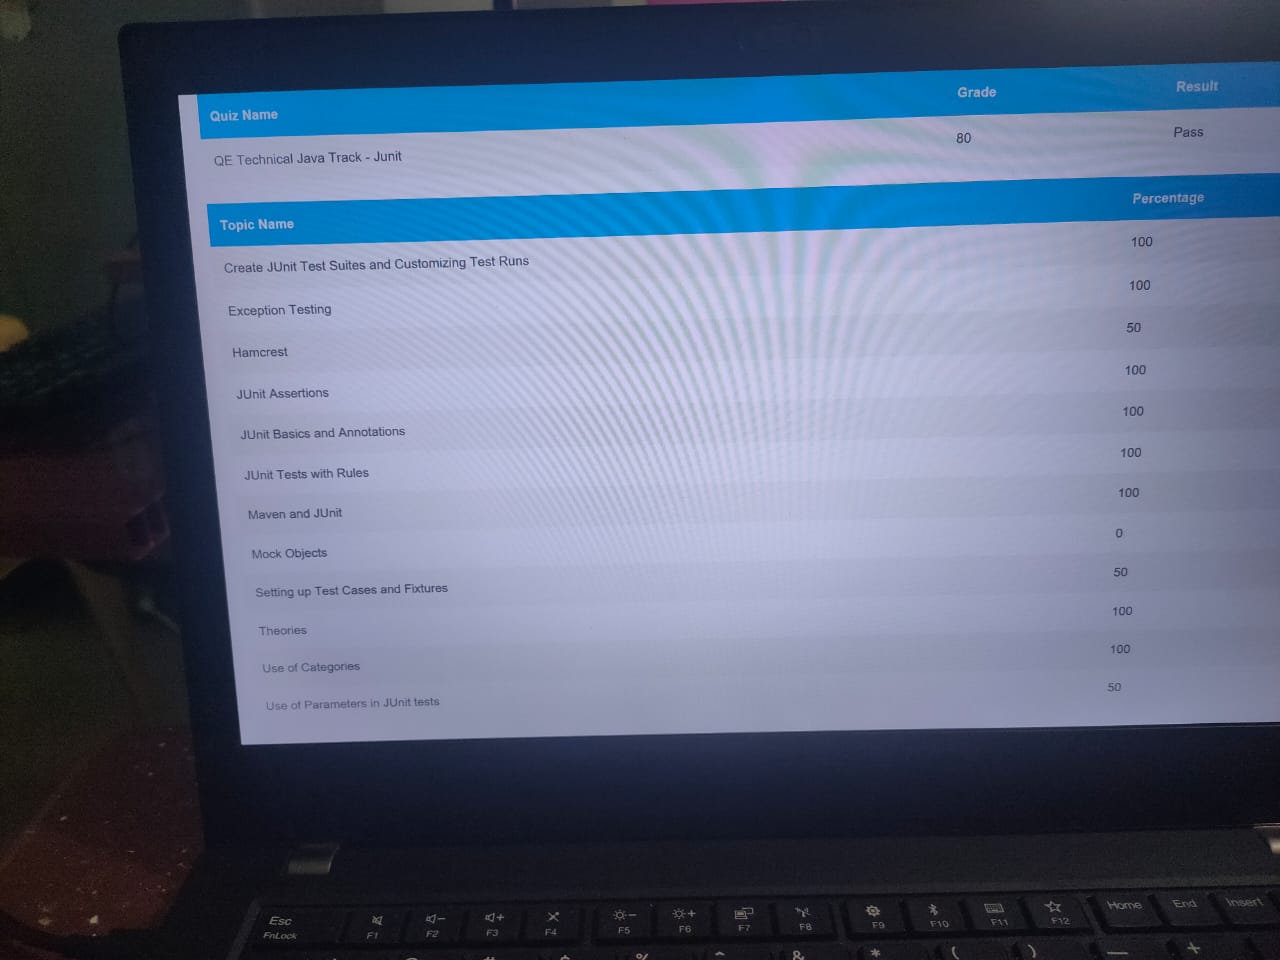 Quiz Name Grade Result
QE Technical Java Track - Junit 80 Pass
Topic Name Percentage
Create JUnit Test Suites and Customizing Test Runs 100
Exception Testing 100
Hamcrest 50
JUnit Assertions 100
JUnit Basics and Annotations 100
JUnit Tests with Rules 100
Maven and JUnit 100
Mock Objects 0
Setting up Test Cases and Fixtures 50
Theories 100
Use of Categories 100
Use of Parameters in JUnit tests 50
Esc Home End Insert
FnLock F1 F2 F3 F4 F5 F6 F7 F8 F9 F10 F11 F12
& * ( ) — +